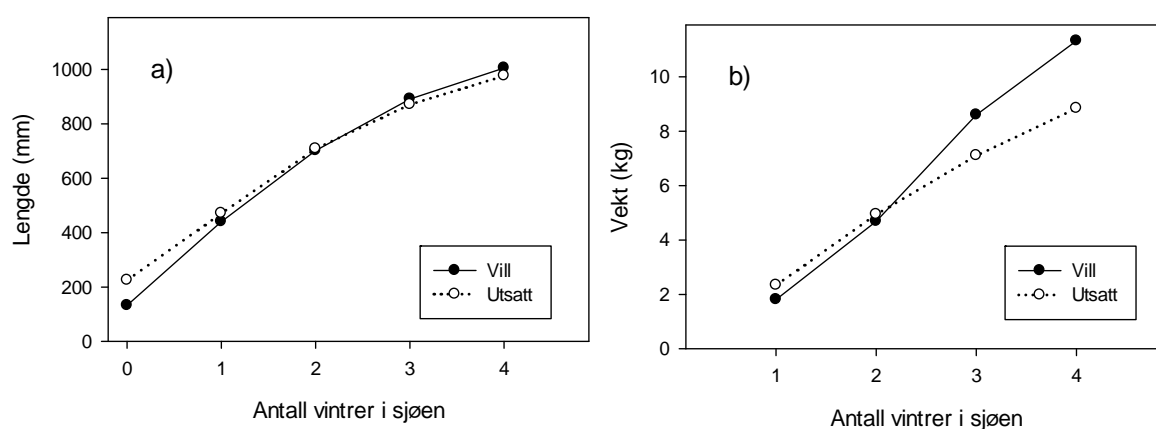 a)
Lengde (mm)
1000
800
600
400
200
0
0 1 2 3 4
Antall vintrer i sjøen
Vill
Utsatt
b)
Vekt (kg)
10
8
6
4
2
0
1 2 3 4
Antall vintrer i sjøen
Vill
Utsatt